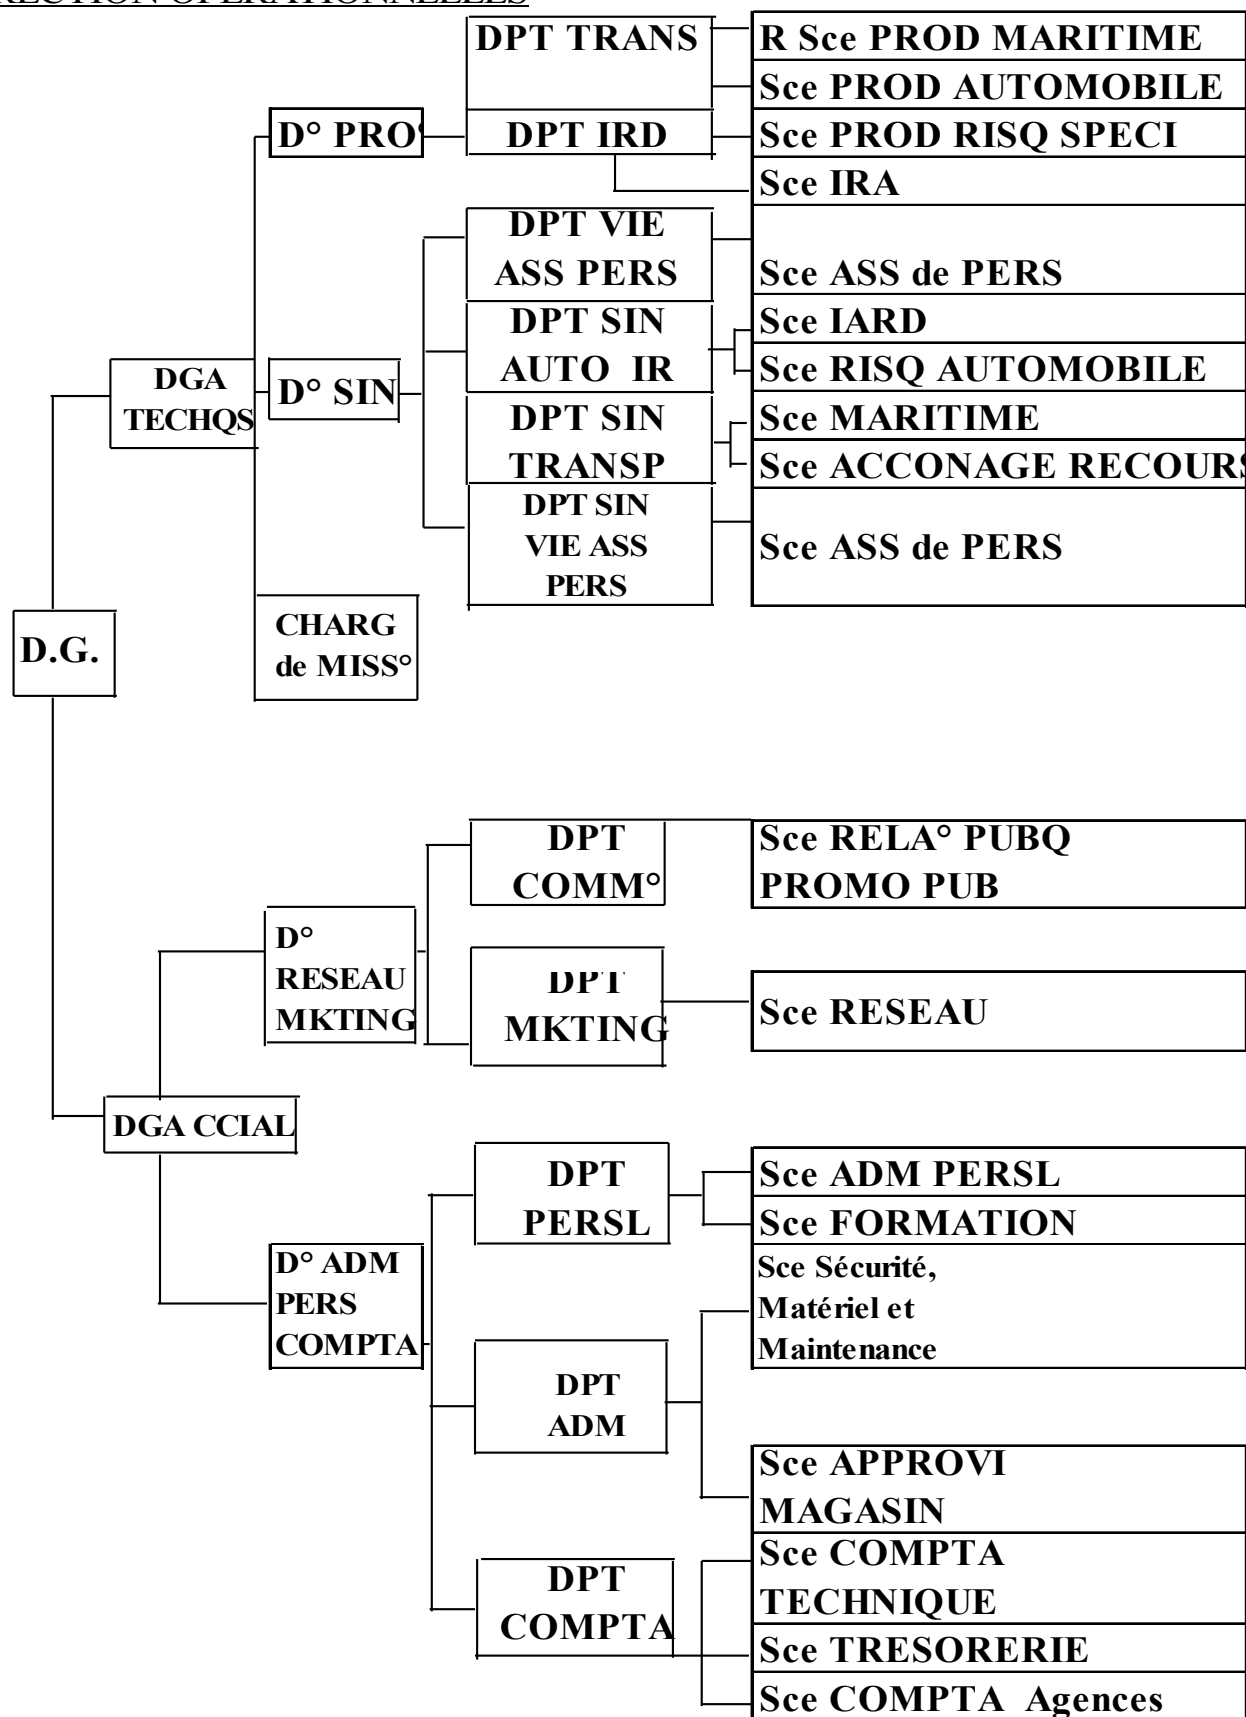 RECTION OPERATIONNELLES
DPT TRANS
R Sce PROD MARITIME
Sce PROD AUTOMOBILE
D° PRO
DPT IRD
Sce PROD RISQ SPECI
Sce IRA
DPT VIE
ASS PERS
Sce ASS de PERS
DPT SIN
AUTO IR
Sce IARD
Sce RISQ AUTOMOBILE
DGA
TECHQS
D° SIN
DPT SIN
TRANSP
Sce MARITIME
Sce ACCONAGE RECOURS
DPT SIN
VIE ASS
PERS
Sce ASS de PERS
CHARG
de MISS°
D.G.
DPT
COMM°
Sce RELA° PUBQ
PROMO PUB
D°
RESEAU
MKTING
DPT
MKTING
Sce RESEAU
DGA CCIAL
DPT
PERSL
Sce ADM PERSL
Sce FORMATION
D° ADM
PERS
COMPTA
Sce Sécurité,
Matériel et
Maintenance
DPT
ADM
Sce APPROVI
MAGASIN
DPT
COMPTA
Sce COMPTA
TECHNIQUE
Sce TRESORERIE
Sce COMPTA Agences